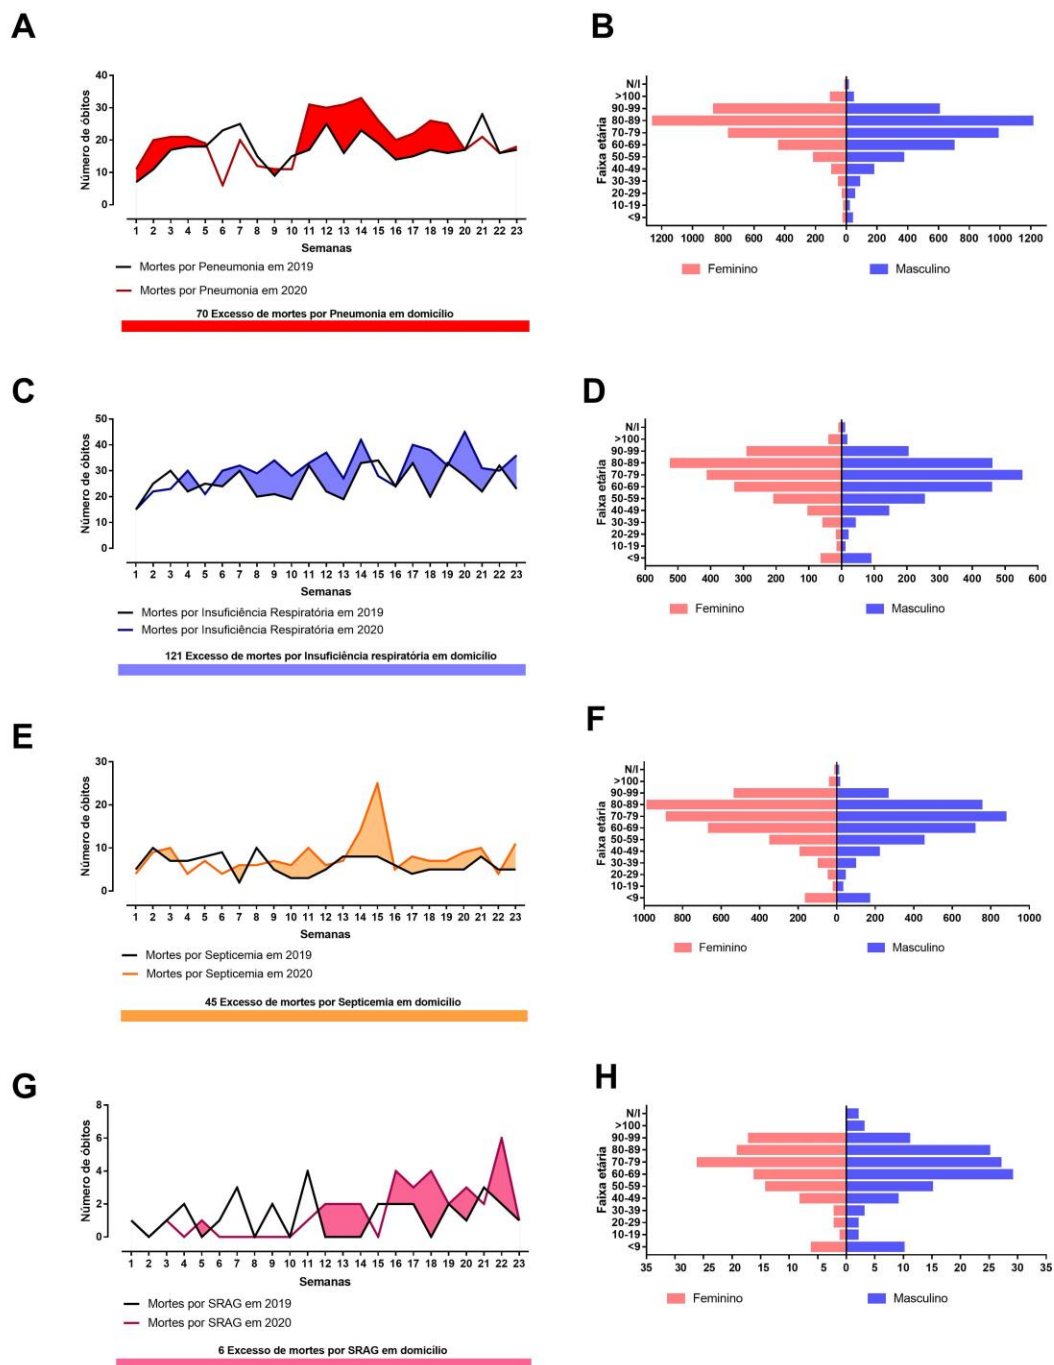 A
Número de óbitos
40
30
20
10
0
1 2 3 4 5 6 7 8 9 10 11 12 13 14 15 16 17 18 19 20 21 22 23
Semanas
Mortes por Peneumonia em 2019
Mortes por Pneumonia em 2020
70 Excesso de mortes por Pneumonia em domicílio
B
Faixa etária
N/I
>100
90-99
80-89
70-79
60-69
50-59
40-49
30-39
20-29
10-19
<9
1200 1000 800 600 400 200 0 200 400 600 800 1000 1200
Feminino
Masculino
C
Número de óbitos
50
40
30
20
10
0
1 2 3 4 5 6 7 8 9 10 11 12 13 14 15 16 17 18 19 20 21 22 23
Semanas
Mortes por Insuficiência Respiratória em 2019
Mortes por Insuficiência Respiratória em 2020
121 Excesso de mortes por Insuficiência respiratória em domicílio
D
Faixa etária
N/I
>100
90-99
80-89
70-79
60-69
50-59
40-49
30-39
20-29
10-19
<9
600 500 400 300 200 100 0 100 200 300 400 500 600
Feminino
Masculino
E
Número de óbitos
30
20
10
0
1 2 3 4 5 6 7 8 9 10 11 12 13 14 15 16 17 18 19 20 21 22 23
Semanas
Mortes por Septicemia em 2019
Mortes por Septicemia em 2020
45 Excesso de mortes por Septicemia em domicílio
F
Faixa etária
N/I
>100
90-99
80-89
70-79
60-69
50-59
40-49
30-39
20-29
10-19
<9
1000 800 600 400 200 0 200 400 600 800 1000
Feminino
Masculino
G
Número de óbitos
8
6
4
2
0
1 2 3 4 5 6 7 8 9 10 11 12 13 14 15 16 17 18 19 20 21 22 23
Semanas
Mortes por SRAG em 2019
Mortes por SRAG em 2020
6 Excesso de mortes por SRAG em domicílio
H
Faixa etária
N/I
>100
90-99
80-89
70-79
60-69
50-59
40-49
30-39
20-29
10-19
<9
35 30 25 20 15 10 5 0 5 10 15 20 25 30 35
Feminino
Masculino